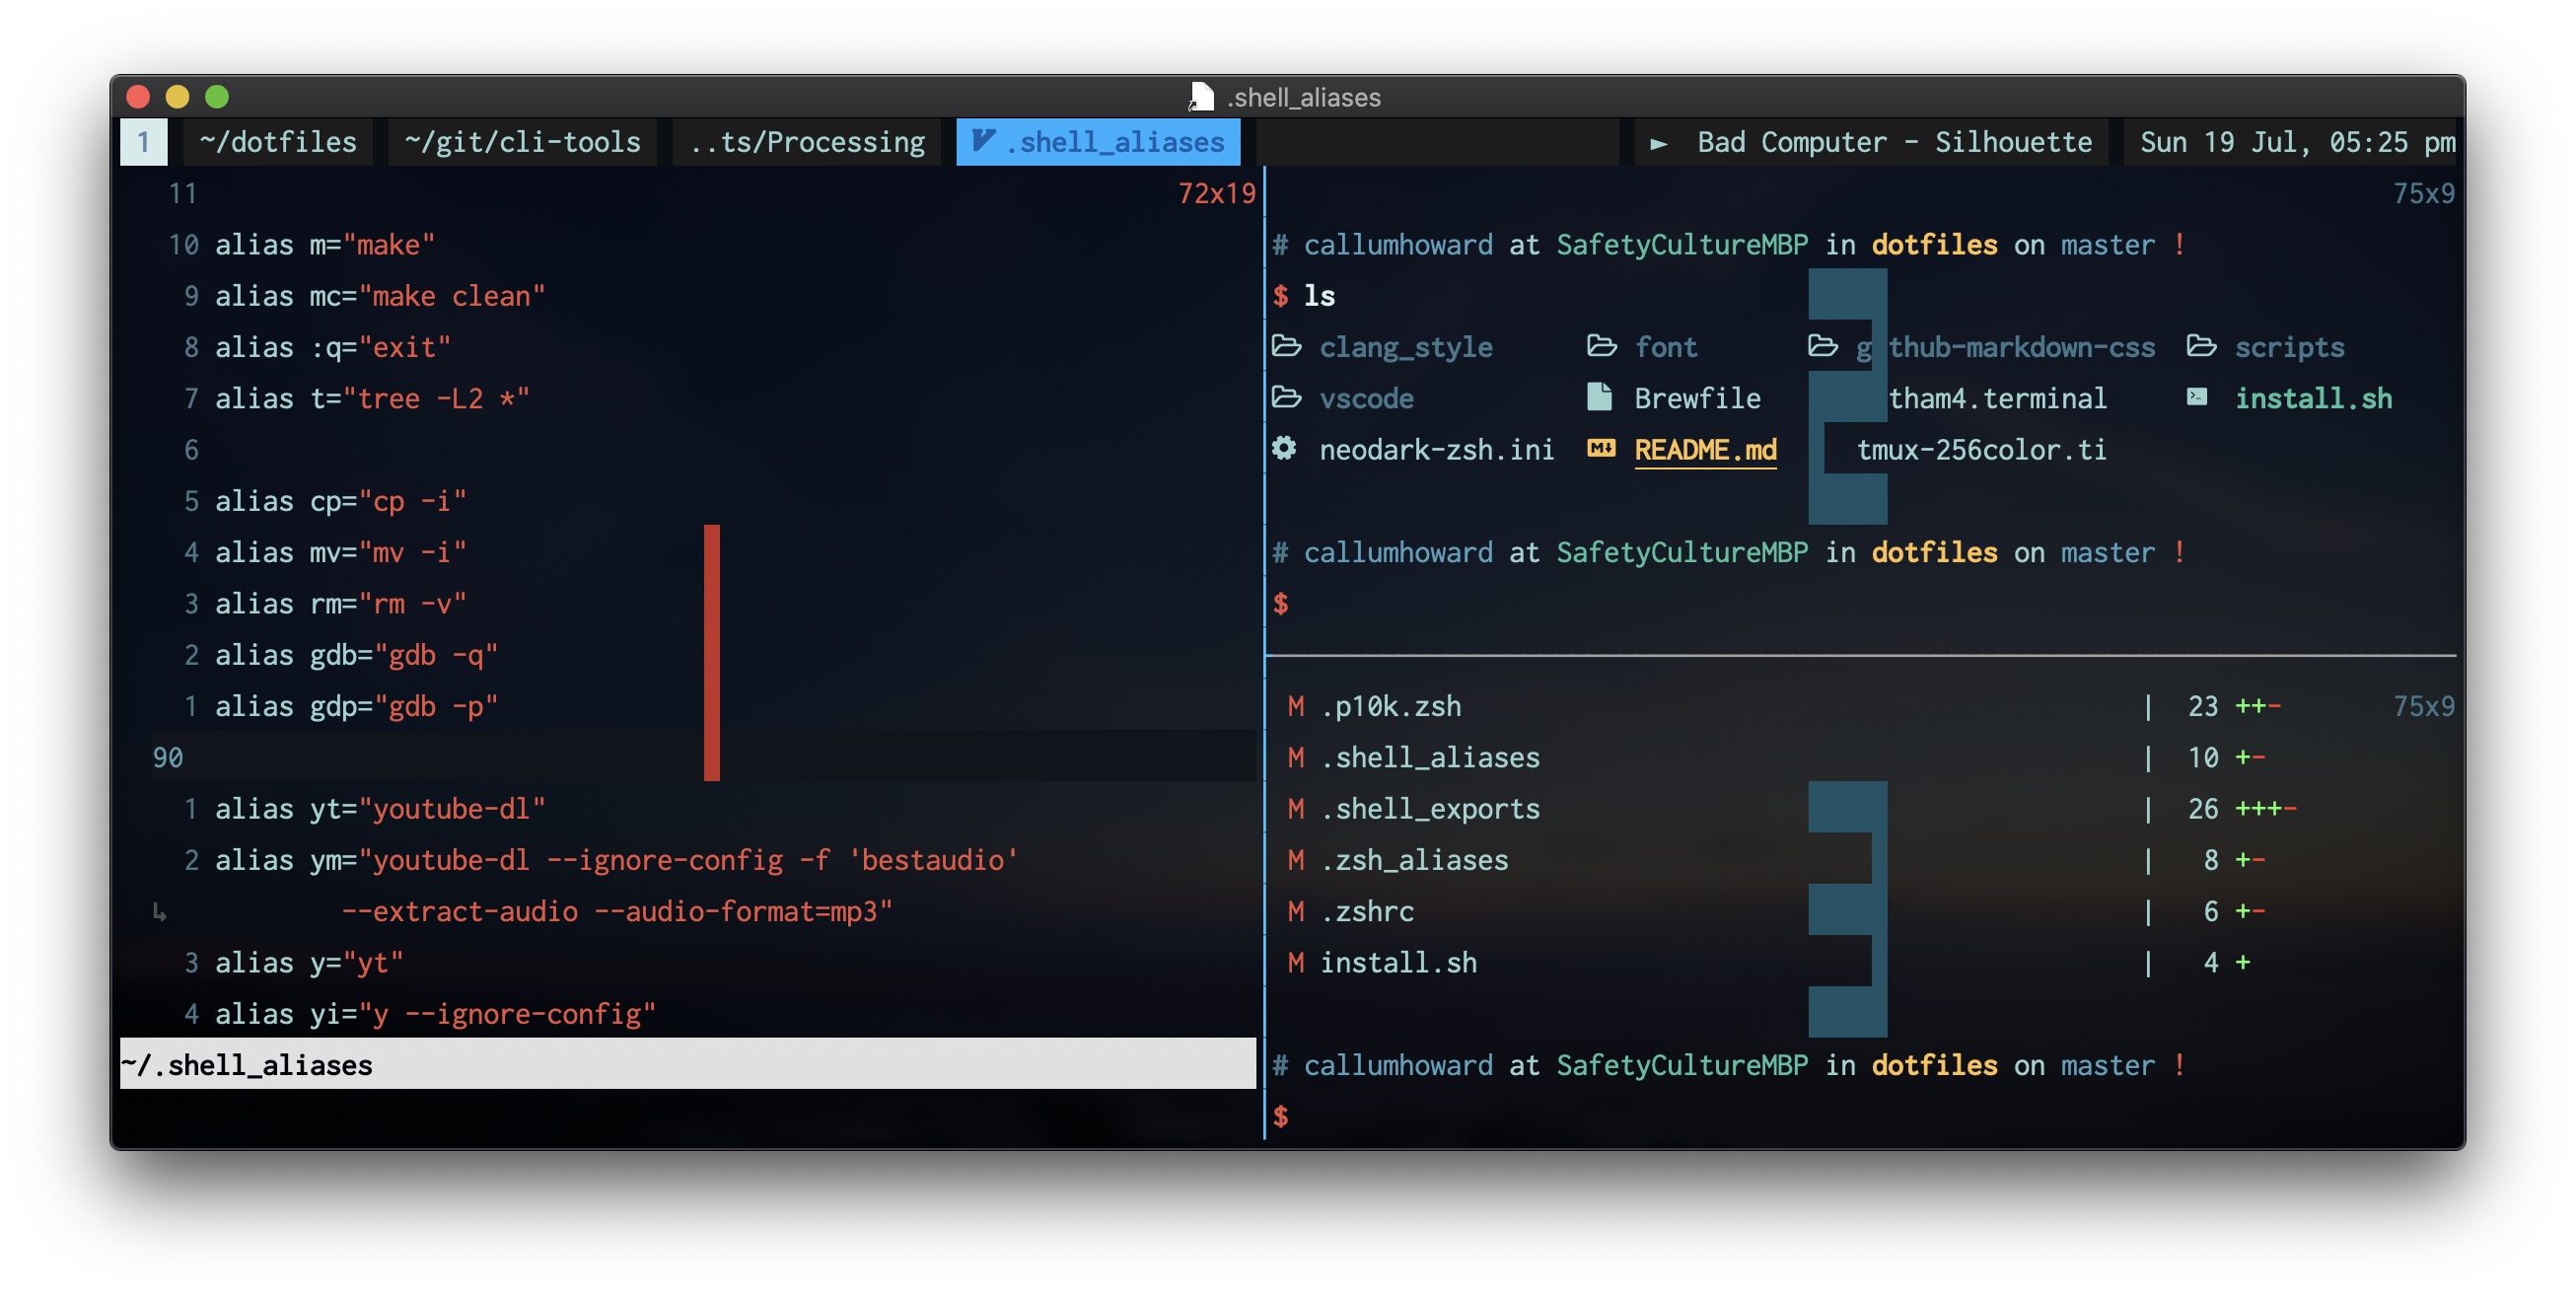 .shell_aliases
1 ~/dotfiles ~/git/cli-tools ..ts/Processing .shell_aliases ► Bad Computer - Silhouette Sun 19 Jul, 05:25 pm
11 72x19
10 alias m="make"
9 alias mc="make clean"
8 alias :q="exit"
7 alias t="tree -L2 *"
6
5 alias cp="cp -i"
4 alias mv="mv -i"
3 alias rm="rm -v"
2 alias gdb="gdb -q"
1 alias gdp="gdb -p"
90
1 alias yt="youtube-dl"
2 alias ym="youtube-dl --ignore-config -f 'bestaudio'
↳ --extract-audio --audio-format=mp3"
3 alias y="yt"
4 alias yi="y --ignore-config"
~/.shell_aliases
75x9
# callumhoward at SafetyCultureMBP in dotfiles on master !
$ ls
clang_style font g thub-markdown-css scripts
vscode Brewfile tham4.terminal install.sh
neodark-zsh.ini README.md tmux-256color.ti
# callumhoward at SafetyCultureMBP in dotfiles on master !
$
M .p10k.zsh | 23 ++- 75x9
M .shell_aliases | 10 +-
M .shell_exports | 26 +++-
M .zsh_aliases | 8 +-
M .zshrc | 6 +-
M install.sh | 4 +
# callumhoward at SafetyCultureMBP in dotfiles on master !
$